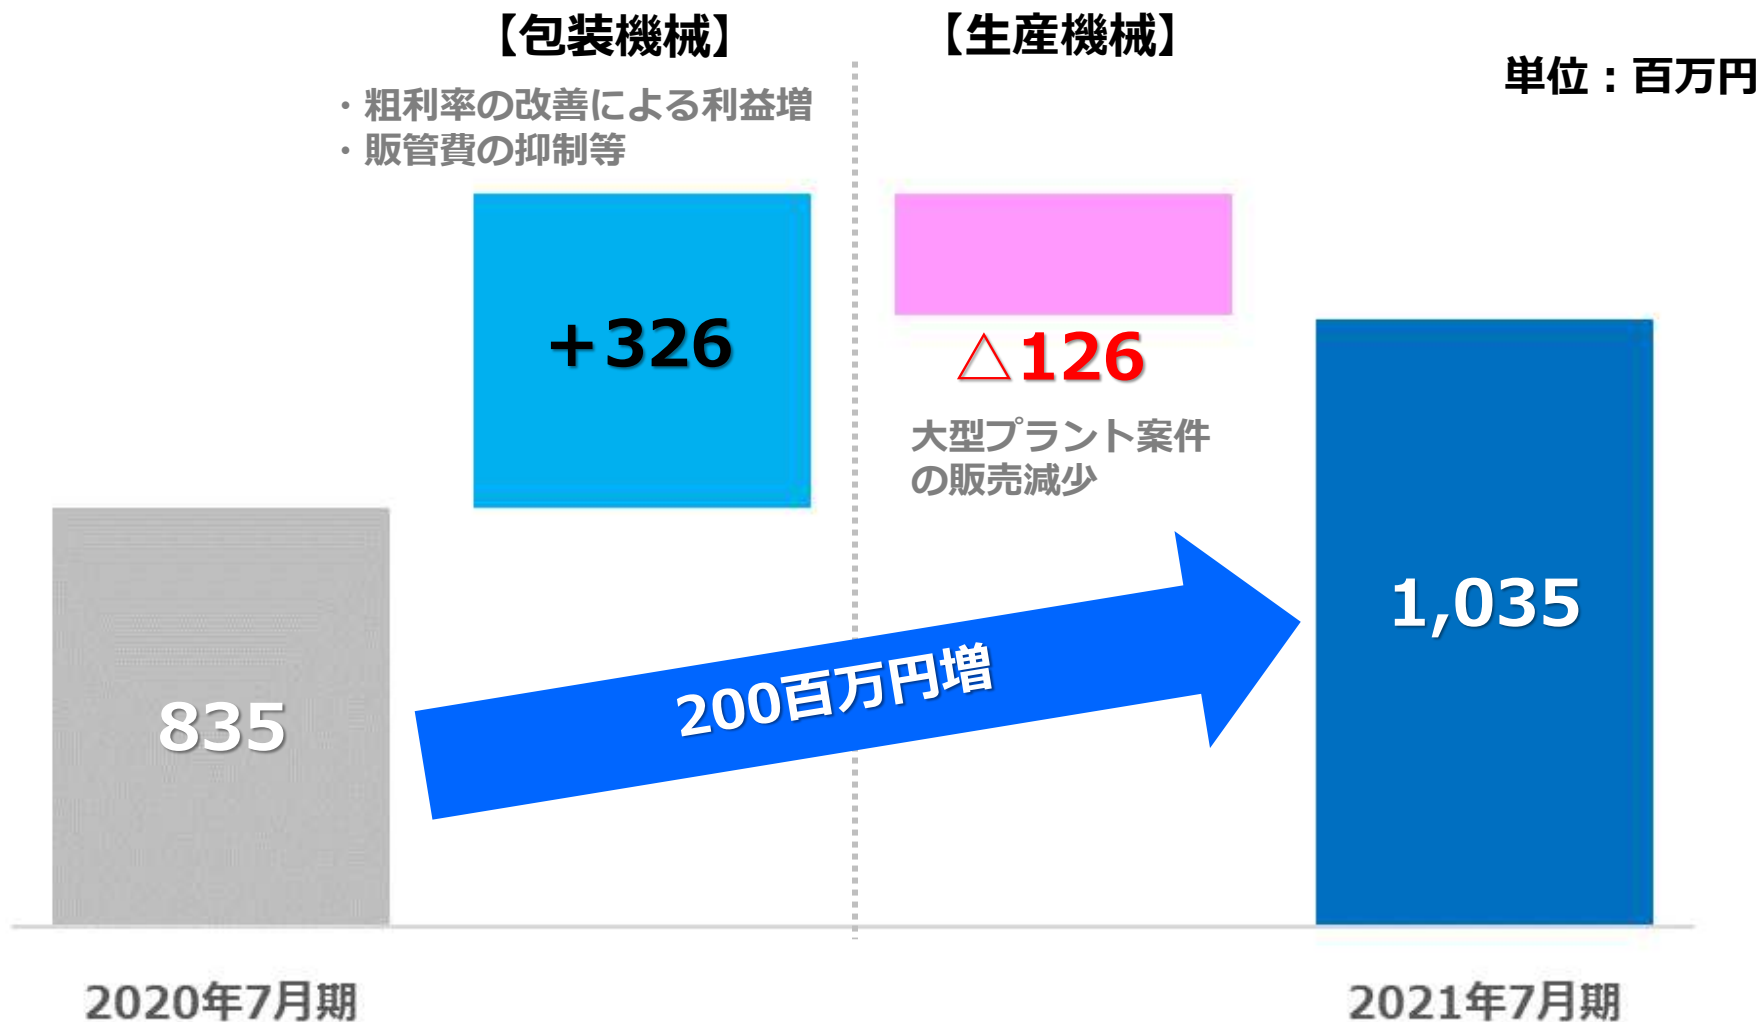 【包装機械】
【生産機械】
単位：百万円
・粗利率の改善による利益増
・販管費の抑制等
＋326
△126
大型プラント案件
の販売減少
1,035
200百万円増
835
2020年7月期
2021年7月期